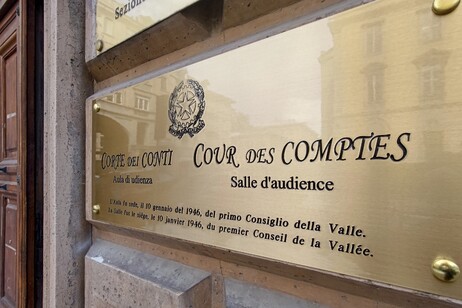 Sezion
CORTE DEI CONTI COUR DES COMPTES
Aula di udienza Salle d'audience
L'Aula fu sede, il 10 gennaio del 1946, del primo Consiglio della Valle.
La Salle fut le siège, le 10 janvier 1946, du premier Conseil de la Vallée.